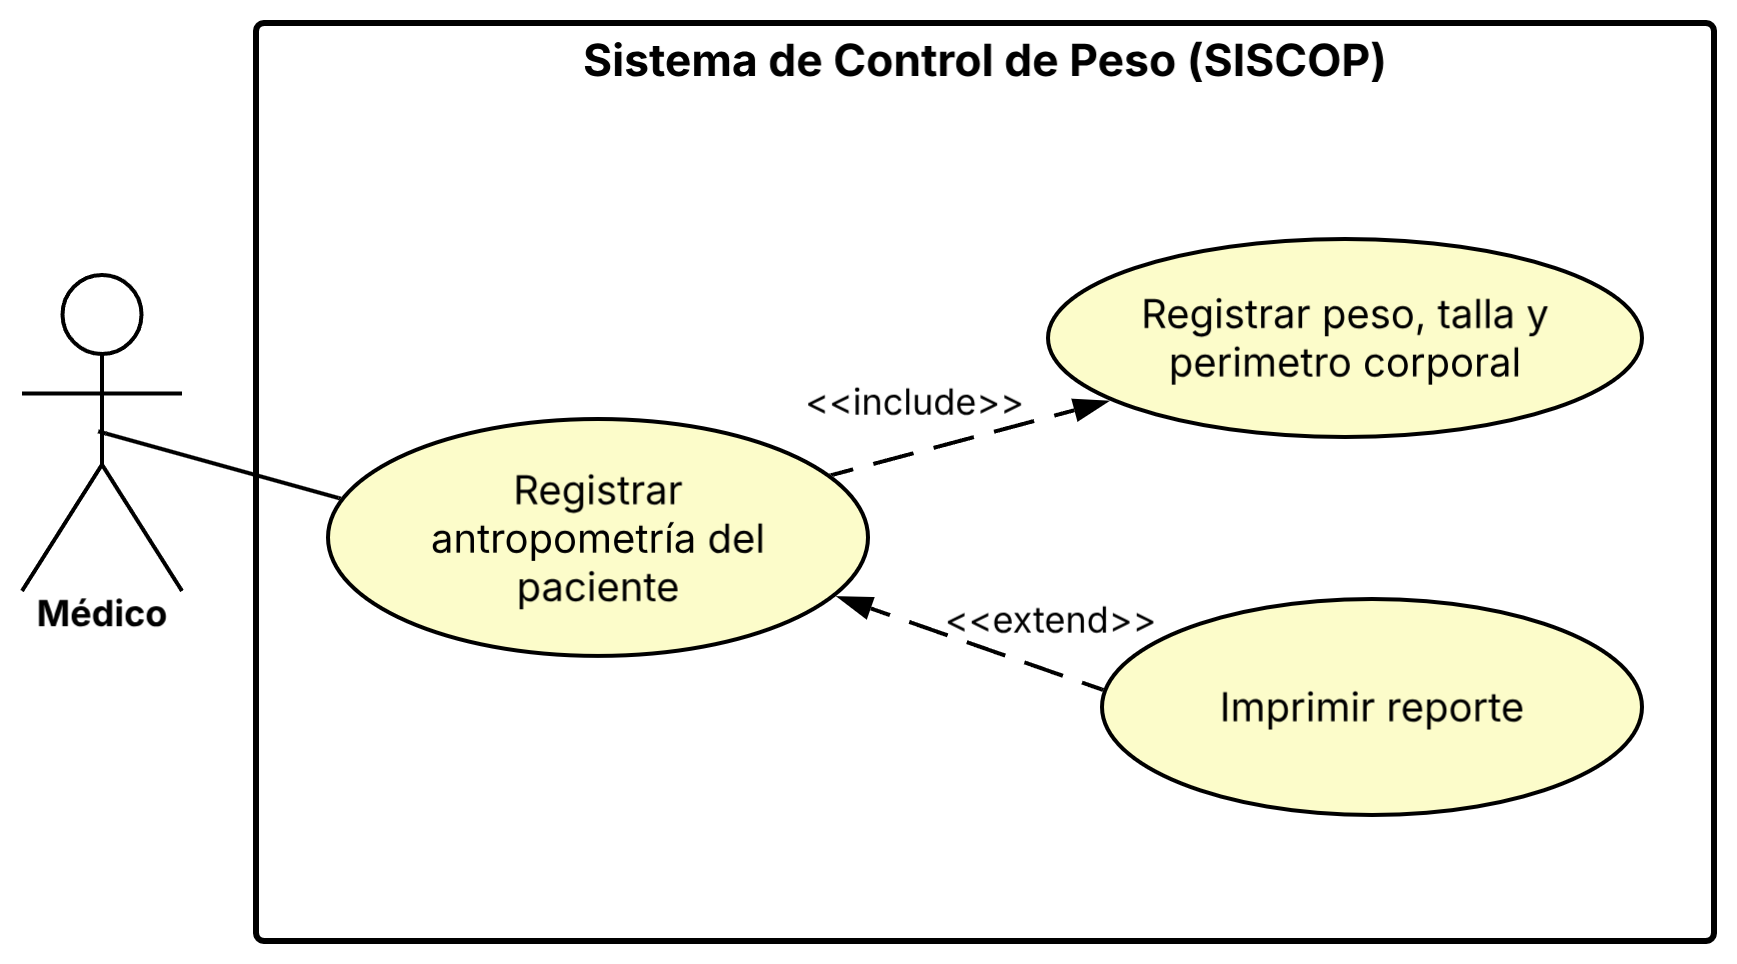 Sistema de Control de Peso (SISCOP)
Registrar peso, talla y
perimetro corporal
<<include>>
Registrar
antropometría del
paciente
Médico
<<extend>>
Imprimir reporte